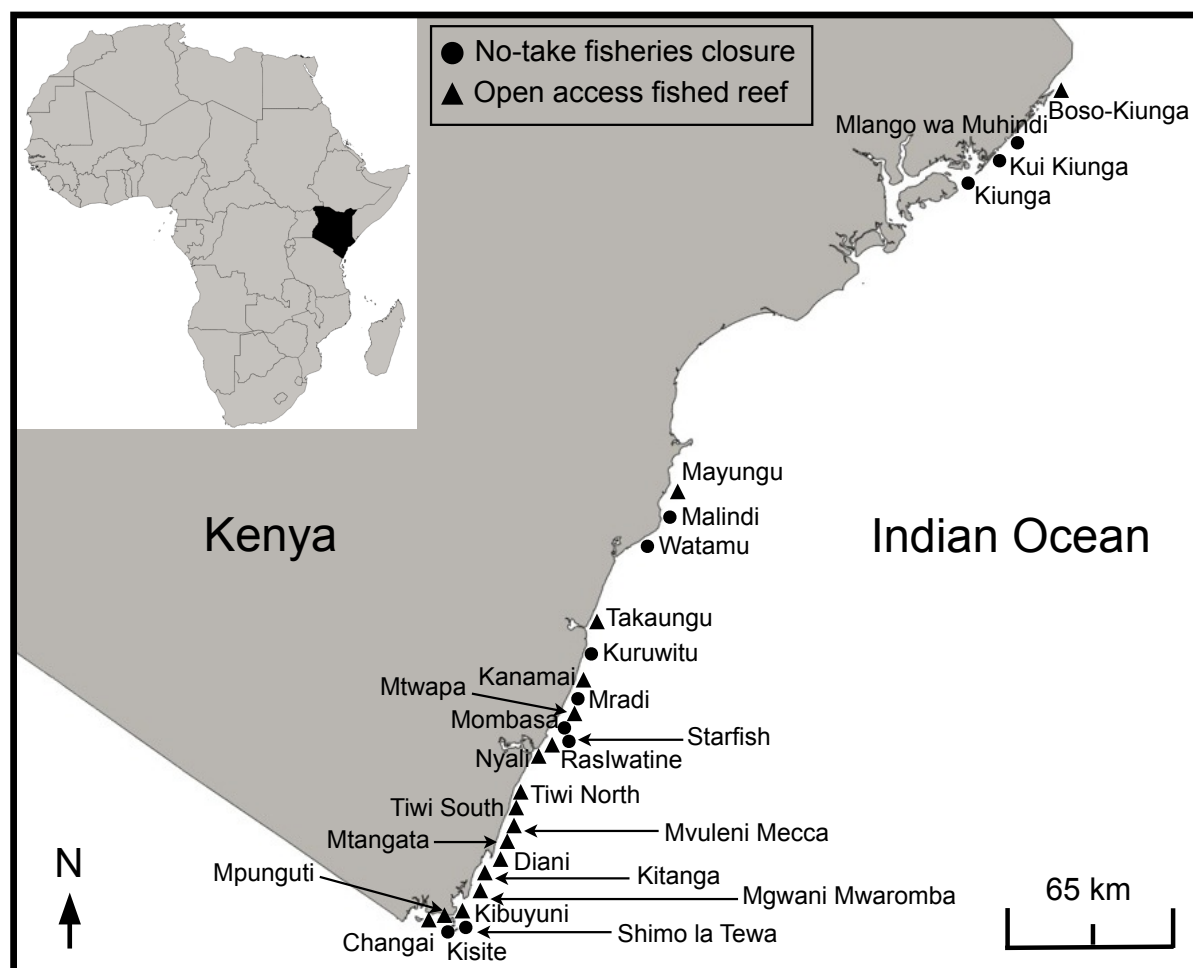 No-take fisheries closure
Open access fished reef
Boso-Kiunga
Mlango wa Muhindi
Kui Kiunga
Kiunga
Mayungu
Malindi
Kenya
Indian Ocean
Watamu
Takaungu
Kuruwitu
Kanamai
Mtwapa
Mradi
Mombasa
Starfish
Nyali
RasIwatine
Tiwi North
Tiwi South
Mvuleni Mecca
Mtangata
Diani
N
Mpunguti
Kitanga
65 km
Mgwani Mwaromba
Kibuyuni
Shimo la Tewa
Changai
Kisite